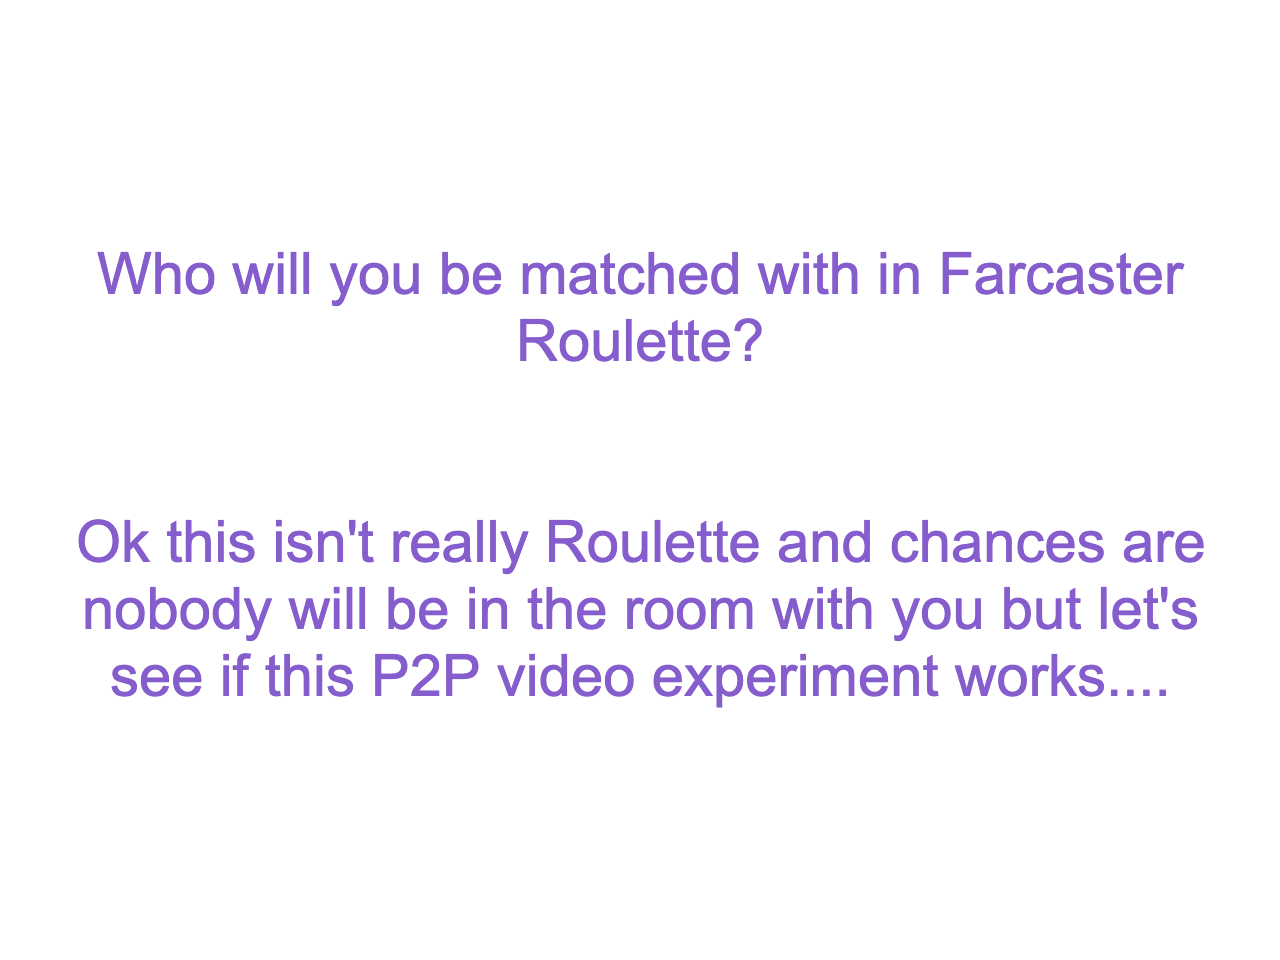 Who will you be matched with in Farcaster
Roulette?
Ok this isn't really Roulette and chances are
nobody will be in the room with you but let's
see if this P2P video experiment works....